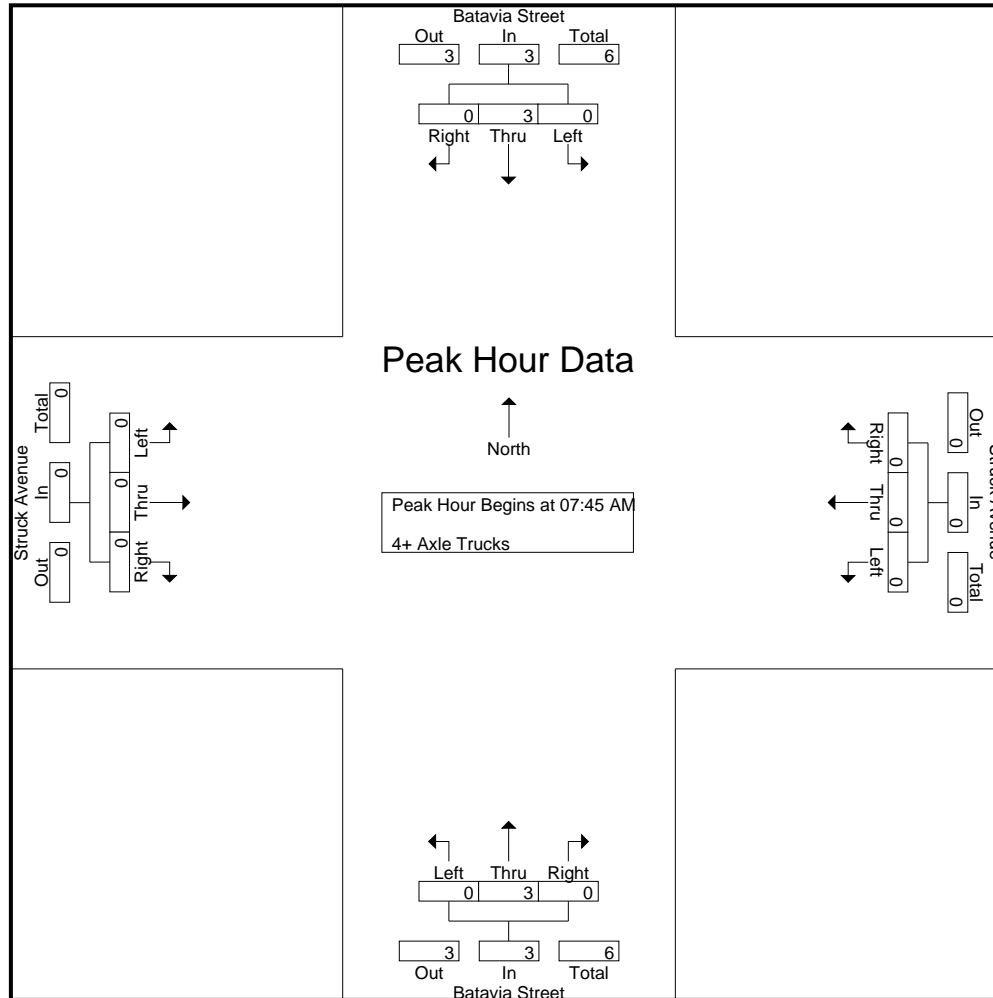 Batavia Street
Out In Total
3 3 6
0 3 0
Right Thru Left
Peak Hour Data
North
Peak Hour Begins at 07:45 AM
4+ Axle Trucks
Struck Avenue
Total In Out
0 0 0
0 0 0
Left Thru Right
Right Thru Left
0 0 0
0 0 0
Out In Total
Left Thru Right
0 3 0
3 3 6
Out In Total
Batavia Street